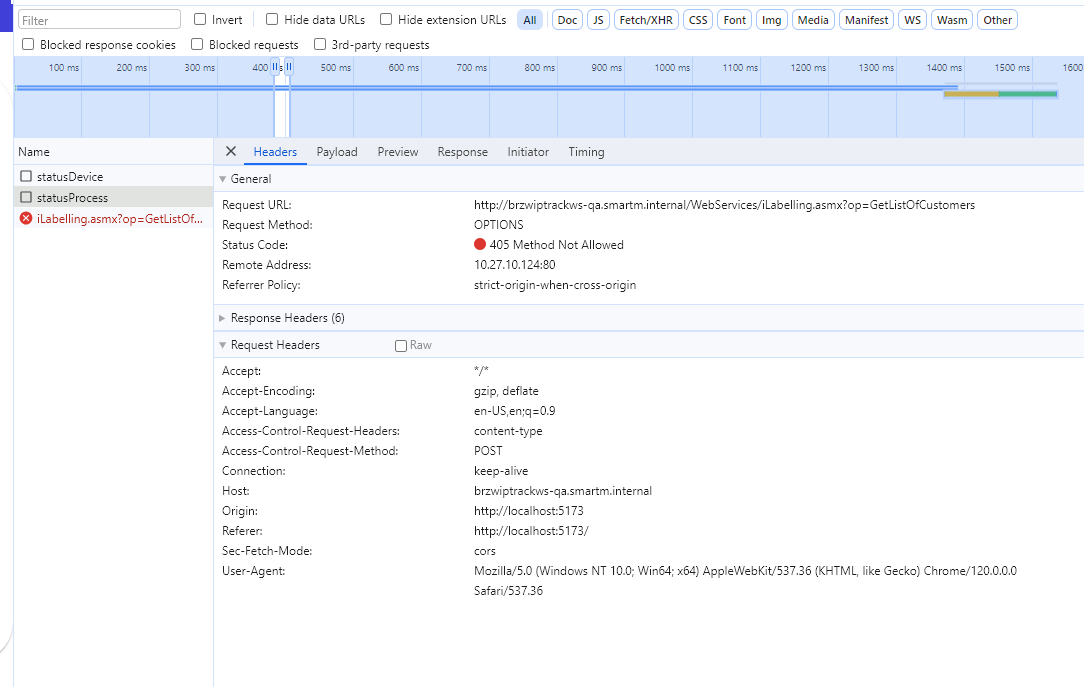 Filter Invert Hide data URLs Hide extension URLs All Doc JS Fetch/XHR CSS Font Img Media Manifest WS Wasm Other
Blocked response cookies Blocked requests 3rd-party requests
100 ms 200 ms 300 ms 400 ms 500 ms 600 ms 700 ms 800 ms 900 ms 1000 ms 1100 ms 1200 ms 1300 ms 1400 ms 1500 ms 1600
Name
statusDevice
statusProcess
iLabelling.asmx?op=GetListOf...
Headers Payload Preview Response Initiator Timing
General
Request URL: http://brzwiptrackws-qa.smartm.internal/WebServices/iLabelling.asmx?op=GetListOfCustomers
Request Method: OPTIONS
Status Code: 405 Method Not Allowed
Remote Address: 10.27.10.124:80
Referrer Policy: strict-origin-when-cross-origin
Response Headers (6)
Request Headers Raw
Accept: */*
Accept-Encoding: gzip, deflate
Accept-Language: en-US,en;q=0.9
Access-Control-Request-Headers: content-type
Access-Control-Request-Method: POST
Connection: keep-alive
Host: brzwiptrackws-qa.smartm.internal
Origin: http://localhost:5173
Referer: http://localhost:5173/
Sec-Fetch-Mode: cors
User-Agent: Mozilla/5.0 (Windows NT 10.0; Win64; x64) AppleWebKit/537.36 (KHTML, like Gecko) Chrome/120.0.0.0
Safari/537.36